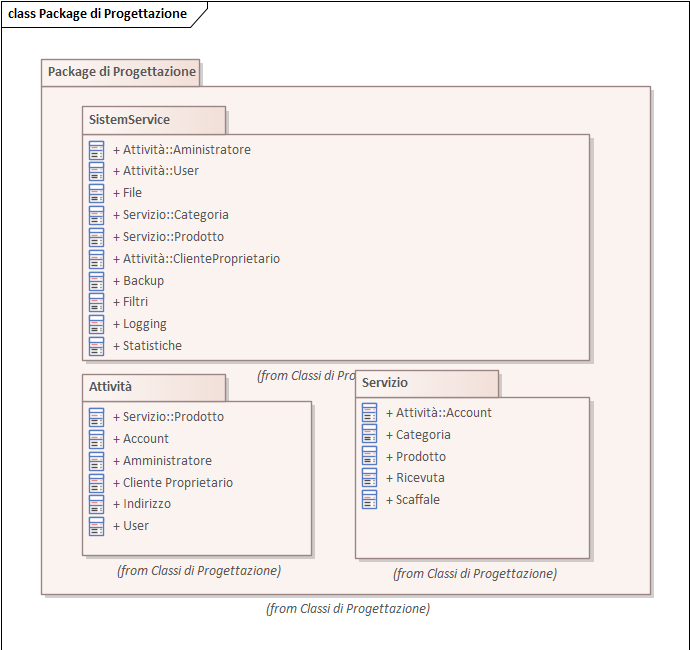 class Package di Progettazione
Package di Progettazione
SistemService
+ Attività::Aministratore
+ Attività::User
+ File
+ Servizio::Categoria
+ Servizio::Prodotto
+ Attività::ClienteProprietario
+ Backup
+ Filtri
+ Logging
+ Statistiche
(from Classi di Pro
Attività
+ Servizio::Prodotto
+ Account
+ Amministratore
+ Cliente Proprietario
+ Indirizzo
+ User
(from Classi di Progettazione)
Servizio
+ Attività::Account
+ Categoria
+ Prodotto
+ Ricevuta
+ Scaffale
(from Classi di Progettazione)
(from Classi di Progettazione)